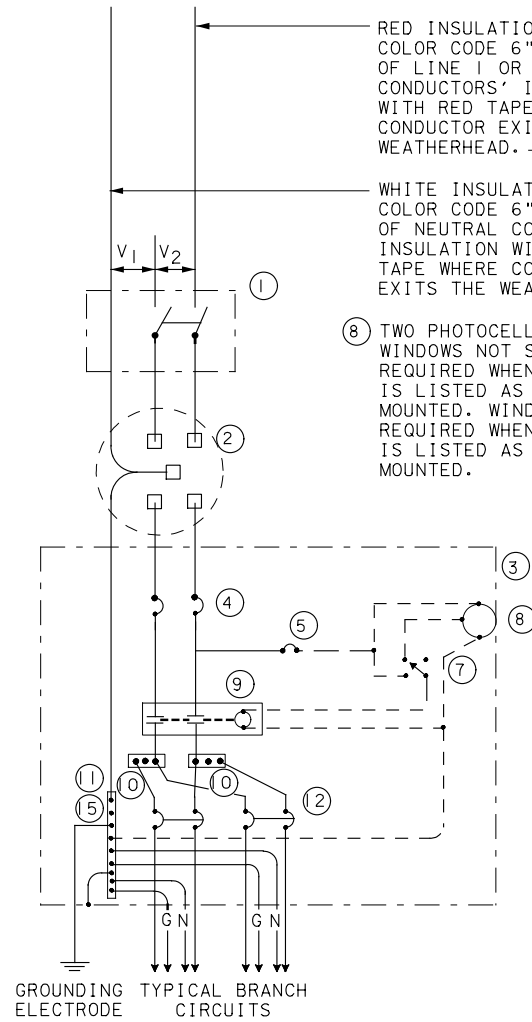 RED INSULATIO
COLOR CODE 6"
OF LINE 1 OR
CONDUCTORS' I
WITH RED TAPE
CONDUCTOR EXI
WEATHERHEAD.
WHITE INSULAT
COLOR CODE 6"
OF NEUTRAL CO
INSULATION WI
TAPE WHERE CO
EXITS THE WEA
V1 V2
1
8 TWO PHOTOCELL
WINDOWS NOT S
REQUIRED WHEN
IS LISTED AS
MOUNTED. WIND
REQUIRED WHEN
IS LISTED AS
MOUNTED.
2
3
4
5
8
7
9
11
10
10
15
12
G N
G N
GROUNDING
ELECTRODE
TYPICAL BRANCH
CIRCUITS